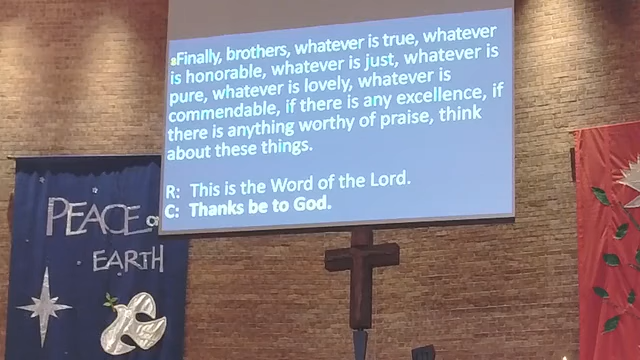 8Finally, brothers, whatever is true, whatever
is honorable, whatever is just, whatever is
pure, whatever is lovely, whatever is
commendable, if there is any excellence, if
there is anything worthy of praise, think
about these things.
R: This is the Word of the Lord.
C: Thanks be to God.
PEACE
EARTH